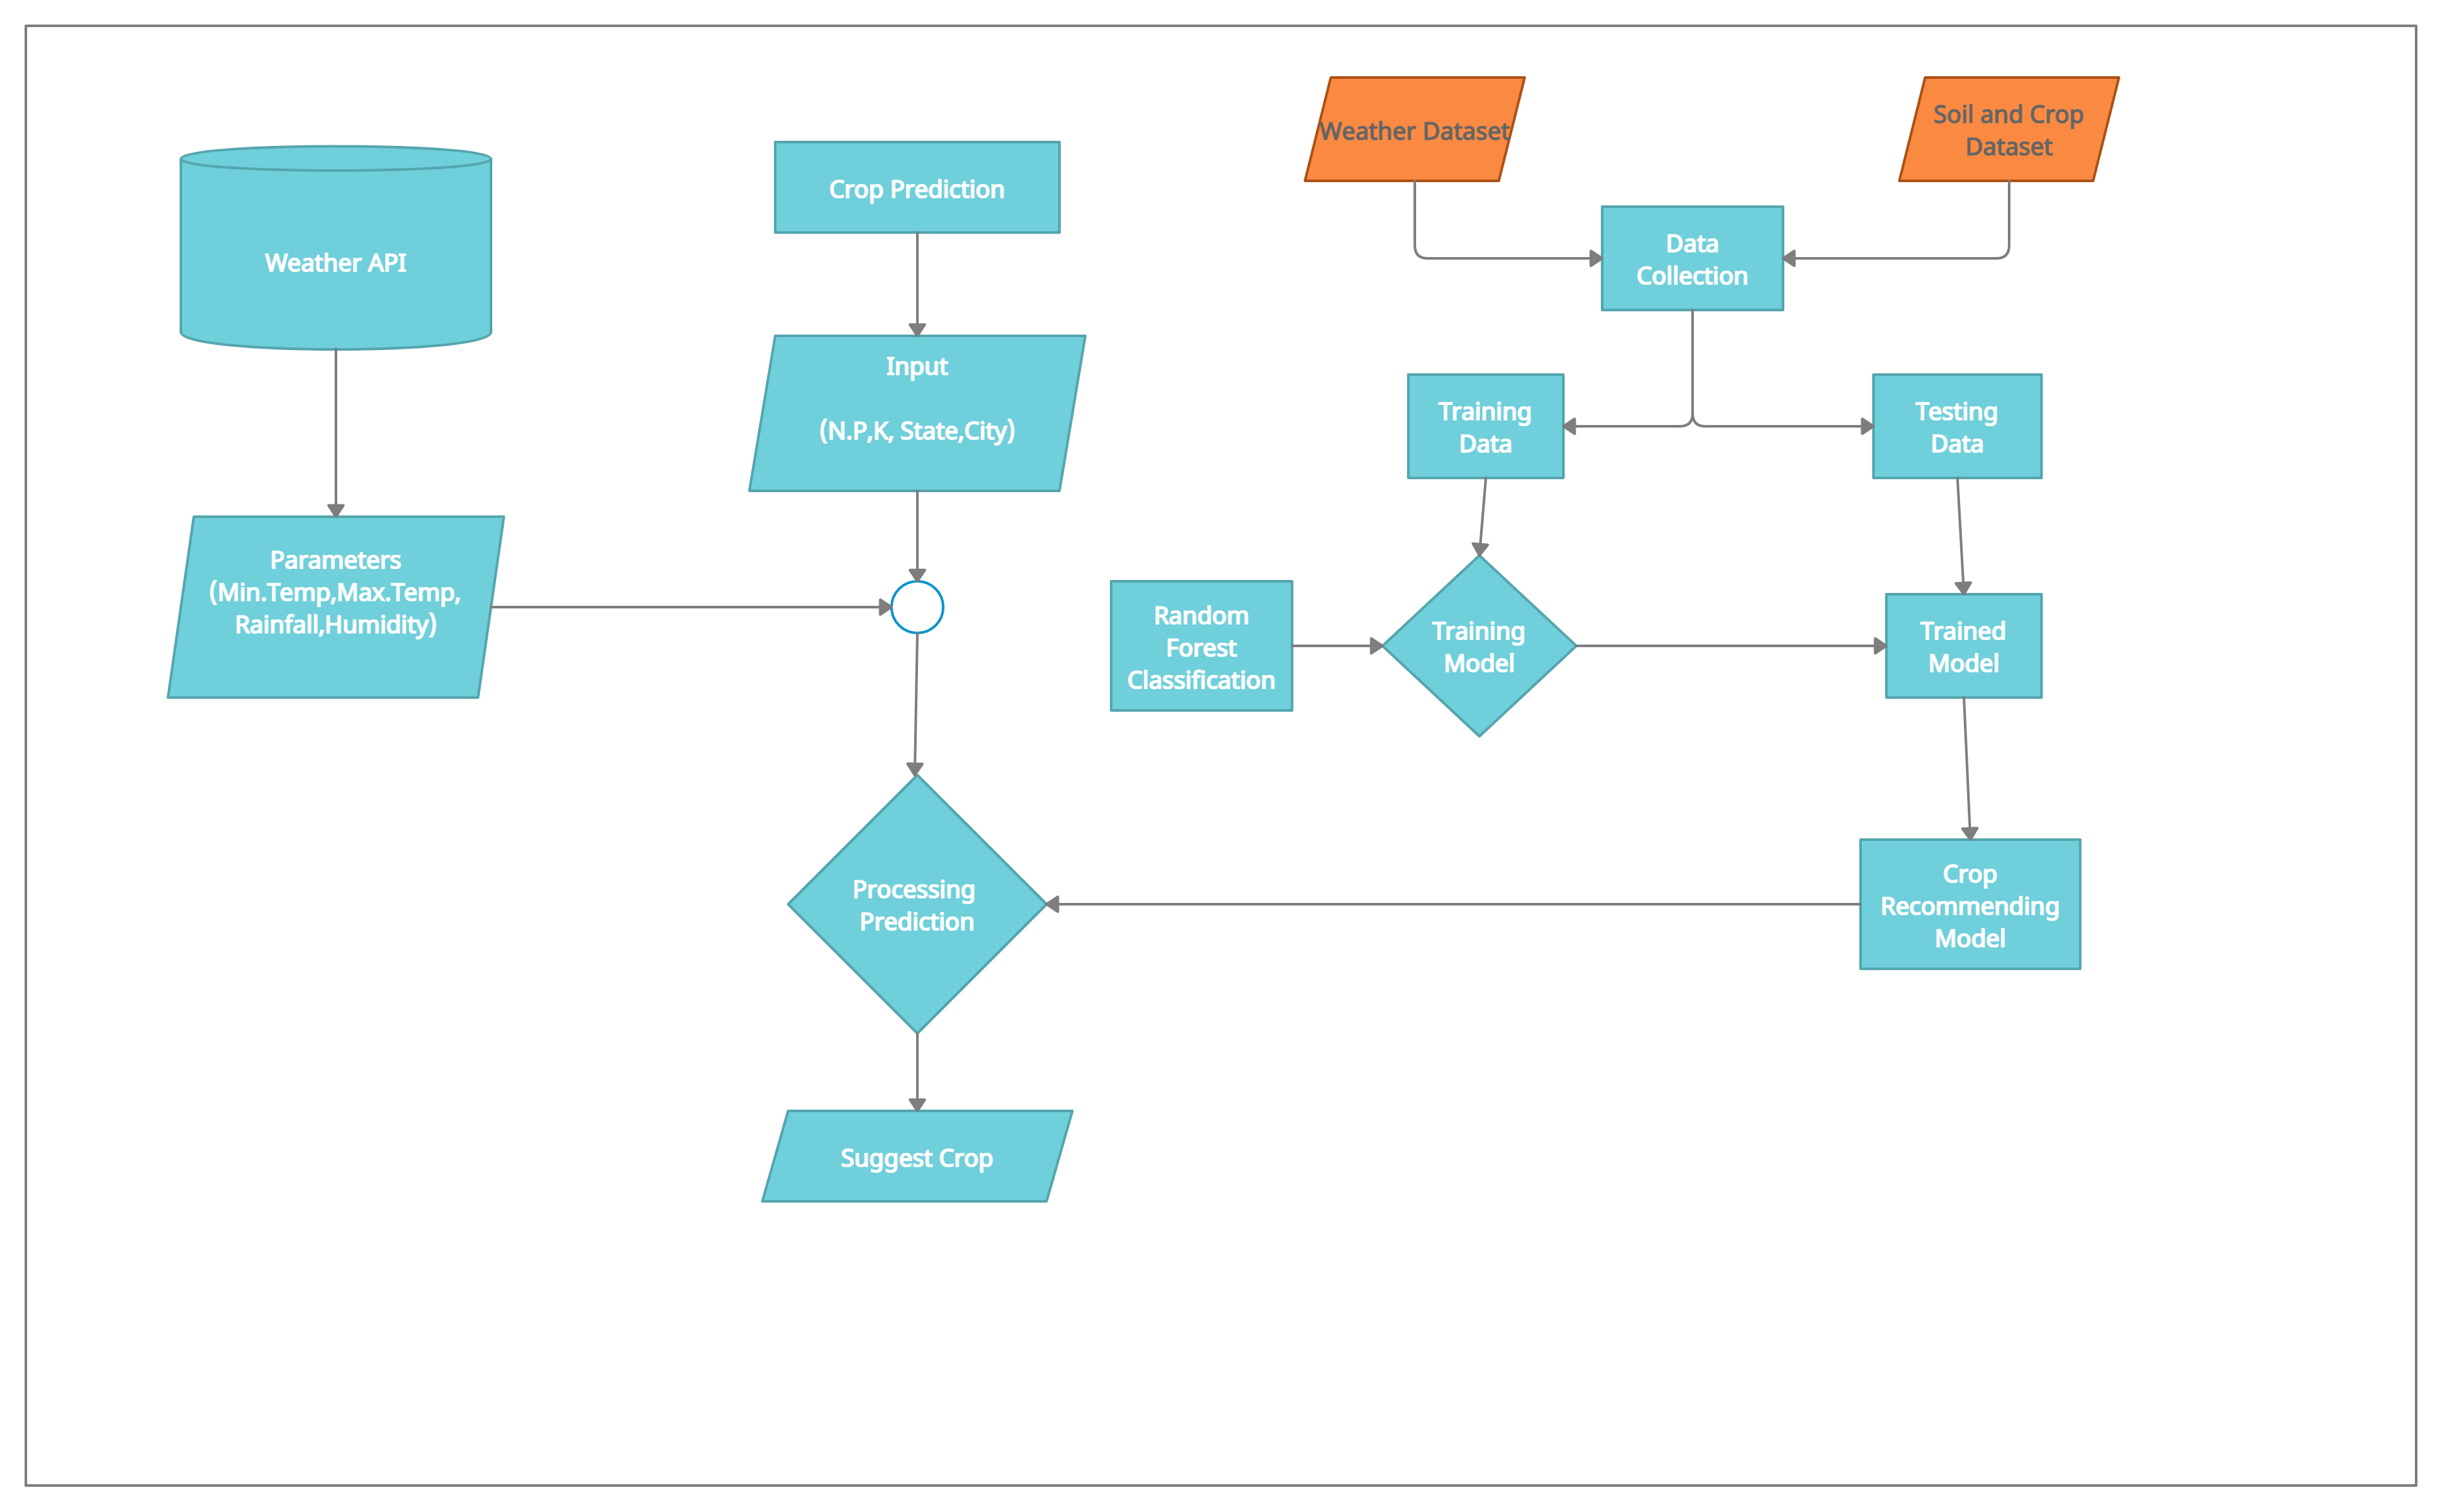 Weather API
Parameters
(Min.Temp,Max.Temp,
Rainfall,Humidity)
Crop Prediction
Input
(N.P,K, State,City)
Processing
Prediction
Suggest Crop
Weather Dataset
Soil and Crop
Dataset
Data
Collection
Training
Data
Testing
Data
Random
Forest
Classification
Training
Model
Trained
Model
Crop
Recommending
Model